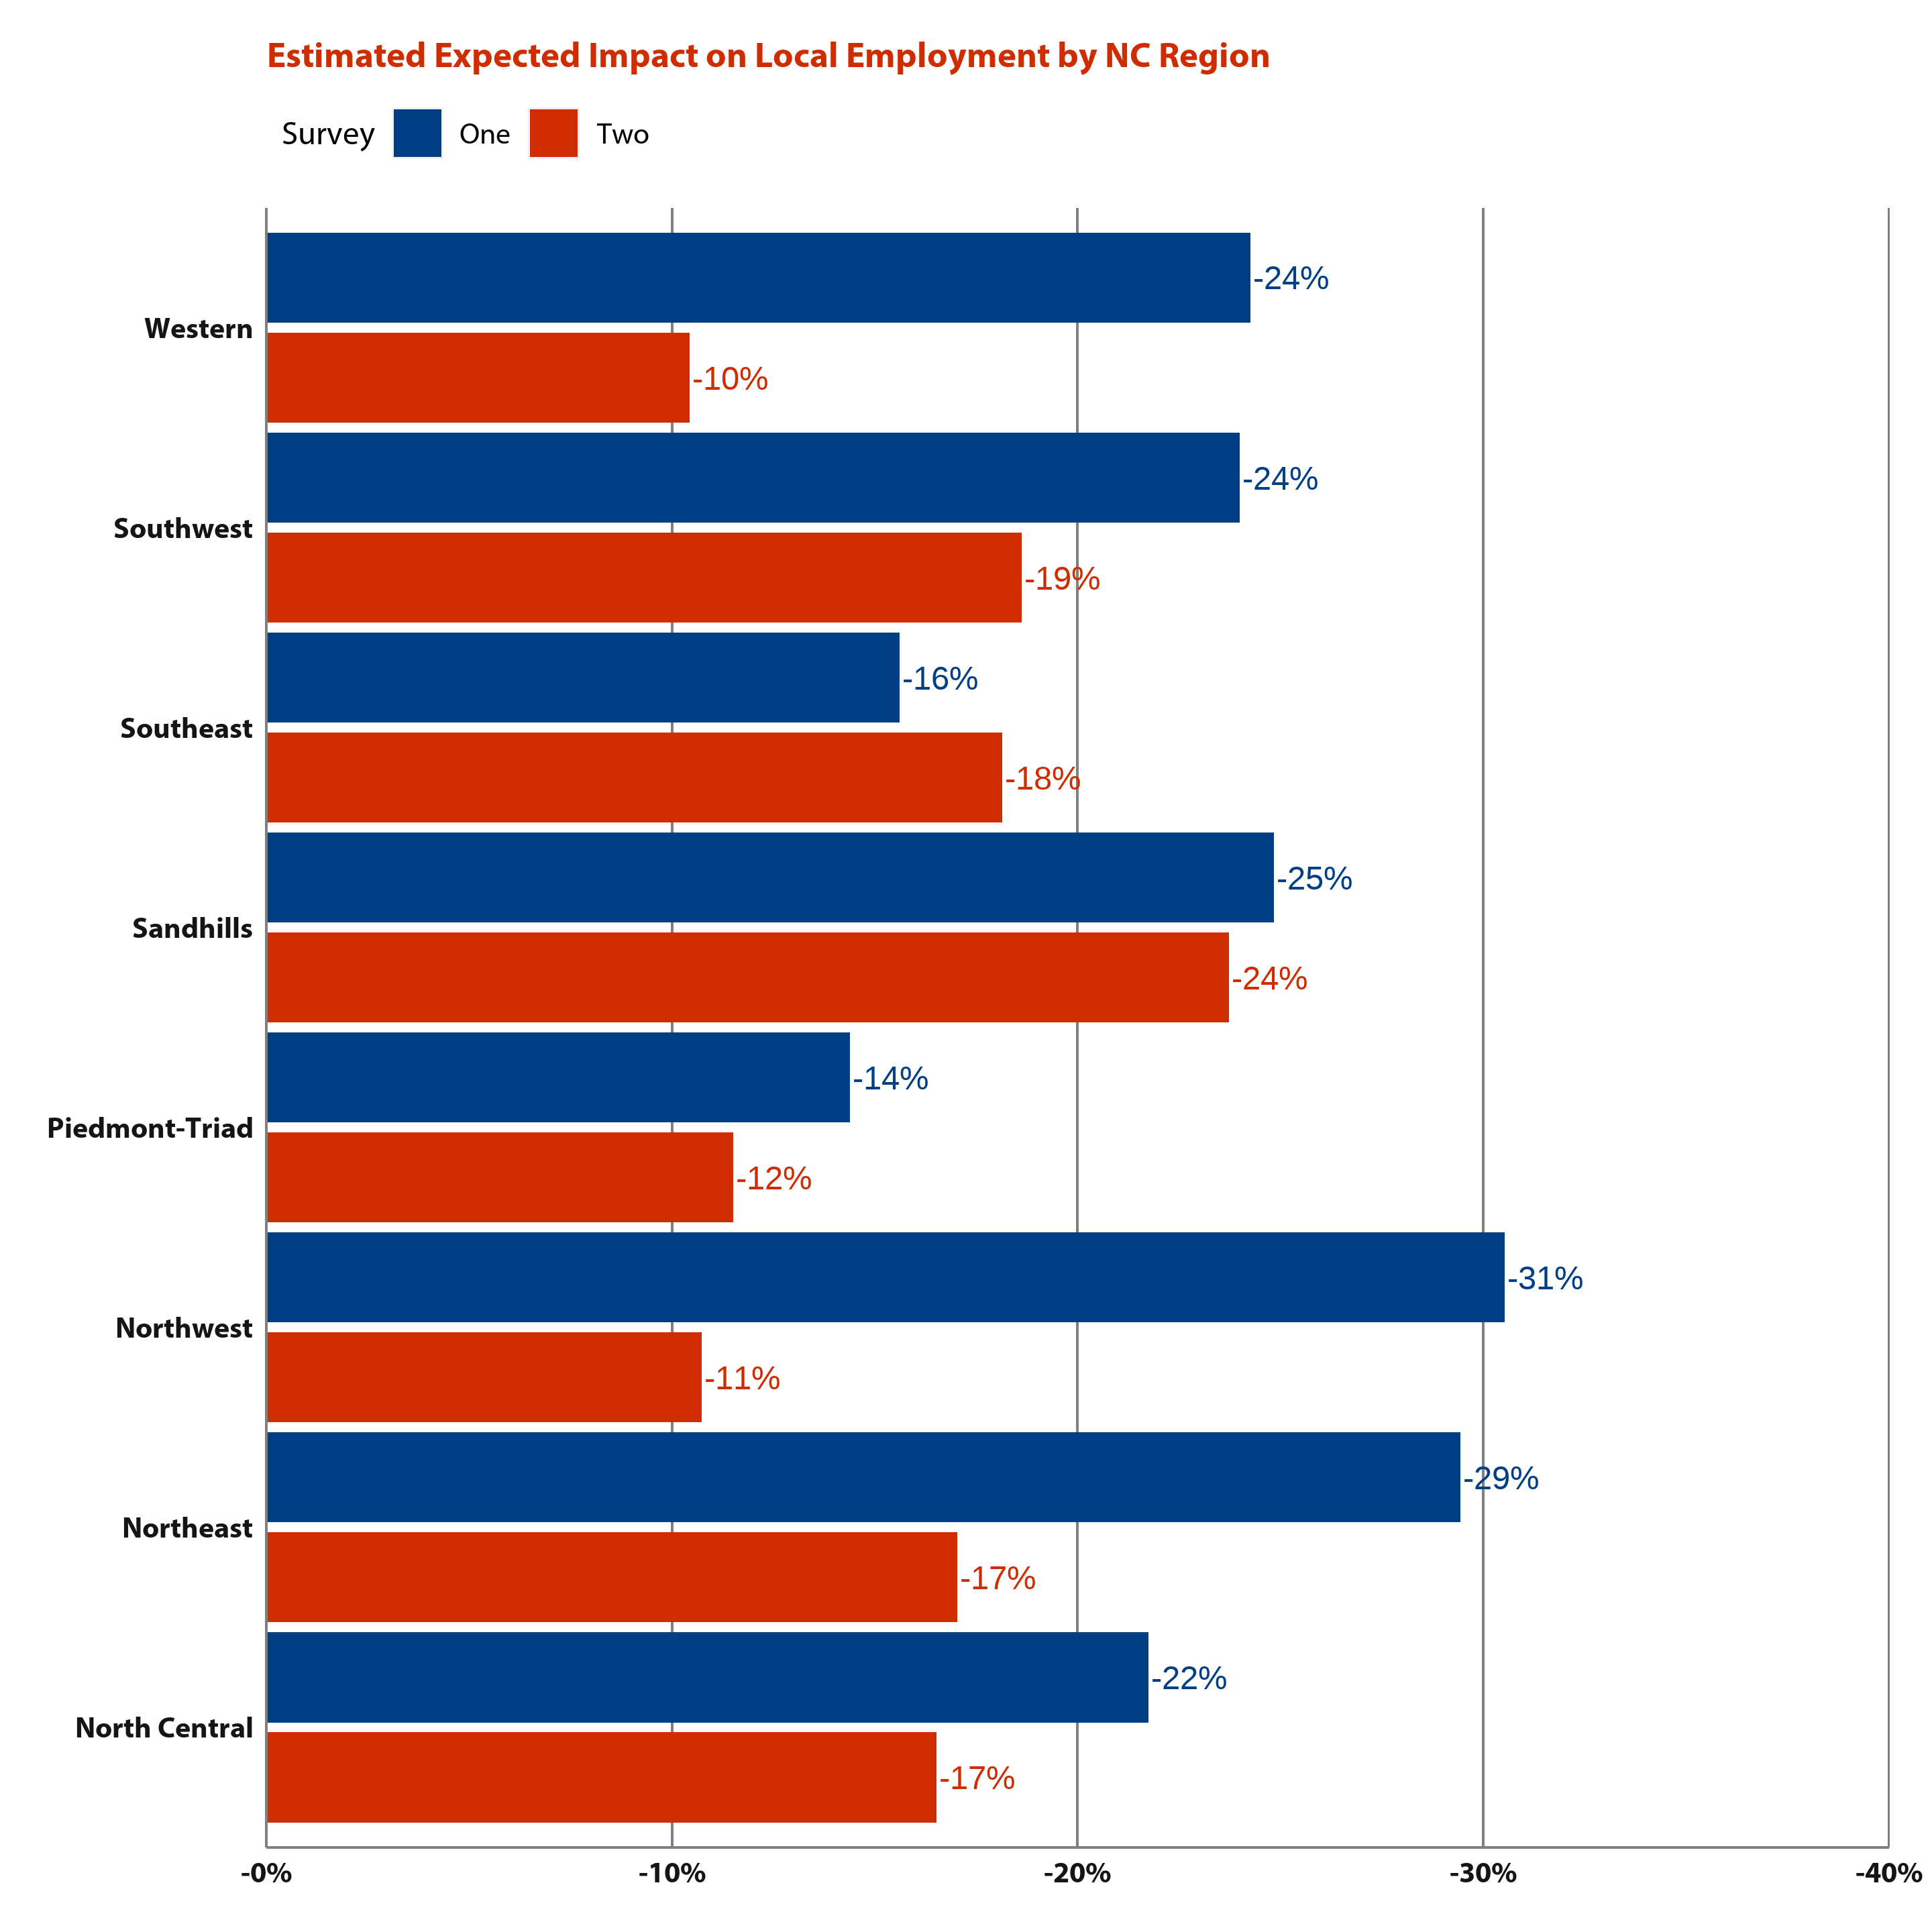 Estimated Expected Impact on Local Employment by NC Region
Survey One Two
-24%
Western
-10%
-24%
Southwest
-19%
-16%
Southeast
-18%
-25%
Sandhills
-24%
-14%
Piedmont-Triad
-12%
-31%
Northwest
-11%
-29%
Northeast
-17%
-22%
North Central
-17%
-0% -10% -20% -30% -40%